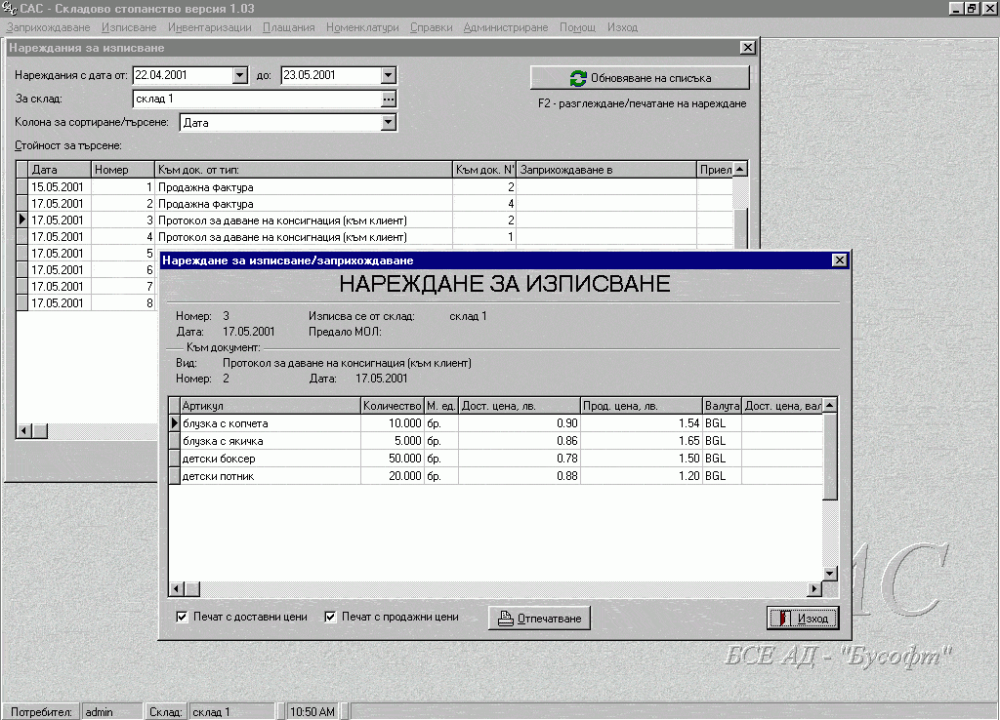 САС - Складово стопанство версия 1.03
Заприхождаване Изписване Инвентаризации Плащания Номенклатури Справки Администриране Помощ Изход
Нареждания за изписване
Нареждания с дата от: 22.04.2001 до: 23.05.2001
Обновяване на списъка
За склад: склад 1
F2 - разглеждане/печатане на нареждане
Колона за сортиране/търсене: Дата
Стойност за търсене:
Дата Номер Към док. от тип: Към док. N° Заприхождаване в Приел
15.05.2001 1 Продажна фактура 2
17.05.2001 2 Продажна фактура 4
17.05.2001 3 Протокол за даване на консигнация (към клиент) 2
17.05.2001 4 Протокол за даване на консигнация (към клиент) 1
17.05.2001 5
17.05.2001 6
17.05.2001 7
17.05.2001 8
Нареждане за изписване/заприхождаване
НАРЕЖДАНЕ ЗА ИЗПИСВАНЕ
Номер: 3 Изписва се от склад: склад 1
Дата: 17.05.2001 Предало МОЛ:
Към документ:
Вид: Протокол за даване на консигнация (към клиент)
Номер: 2 Дата: 17.05.2001
Артикул Количество М. ед. Дост. цена, лв. Прод. цена, лв. Валута Дост. цена, вал
блузка с копчета 10.000 бр. 0.90 1.54 BGL
блузка с якичка 5.000 бр. 0.86 1.65 BGL
детски боксер 50.000 бр. 0.78 1.50 BGL
детски потник 20.000 бр. 0.88 1.20 BGL
Печат с доставни цени Печат с продажни цени Отпечатване Изход
БСЕ АД - "Бусофт"
Потребител: admin Склад: склад 1 10:50 AM